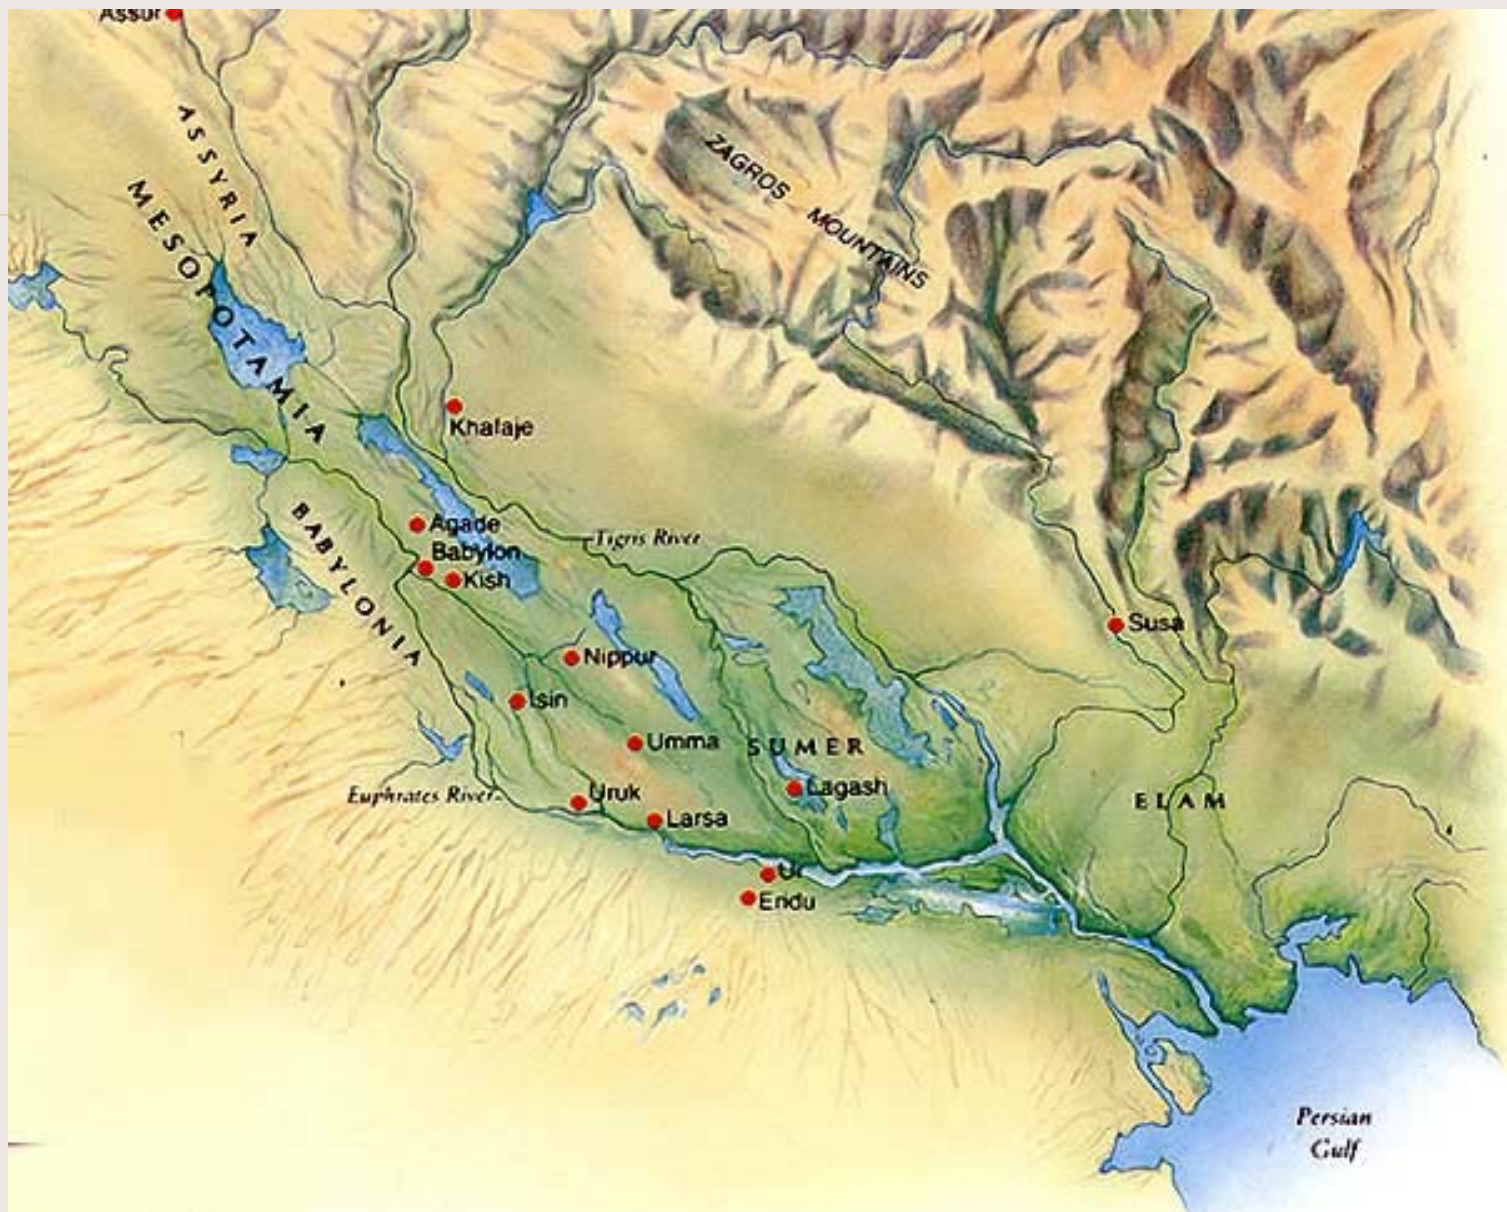 Assur
ASSYRIA
MESOPOTAMIA
ZAGROS
MOUNTAINS
Khafaje
Agade
Babylon
Kish
BABYLONIA
Tigris River
Susa
Nippur
Isin
Umma
SUMER
Lagash
Euphrates River
Uruk
Larsa
ELAM
Ur
Eridu
Persian
Gulf